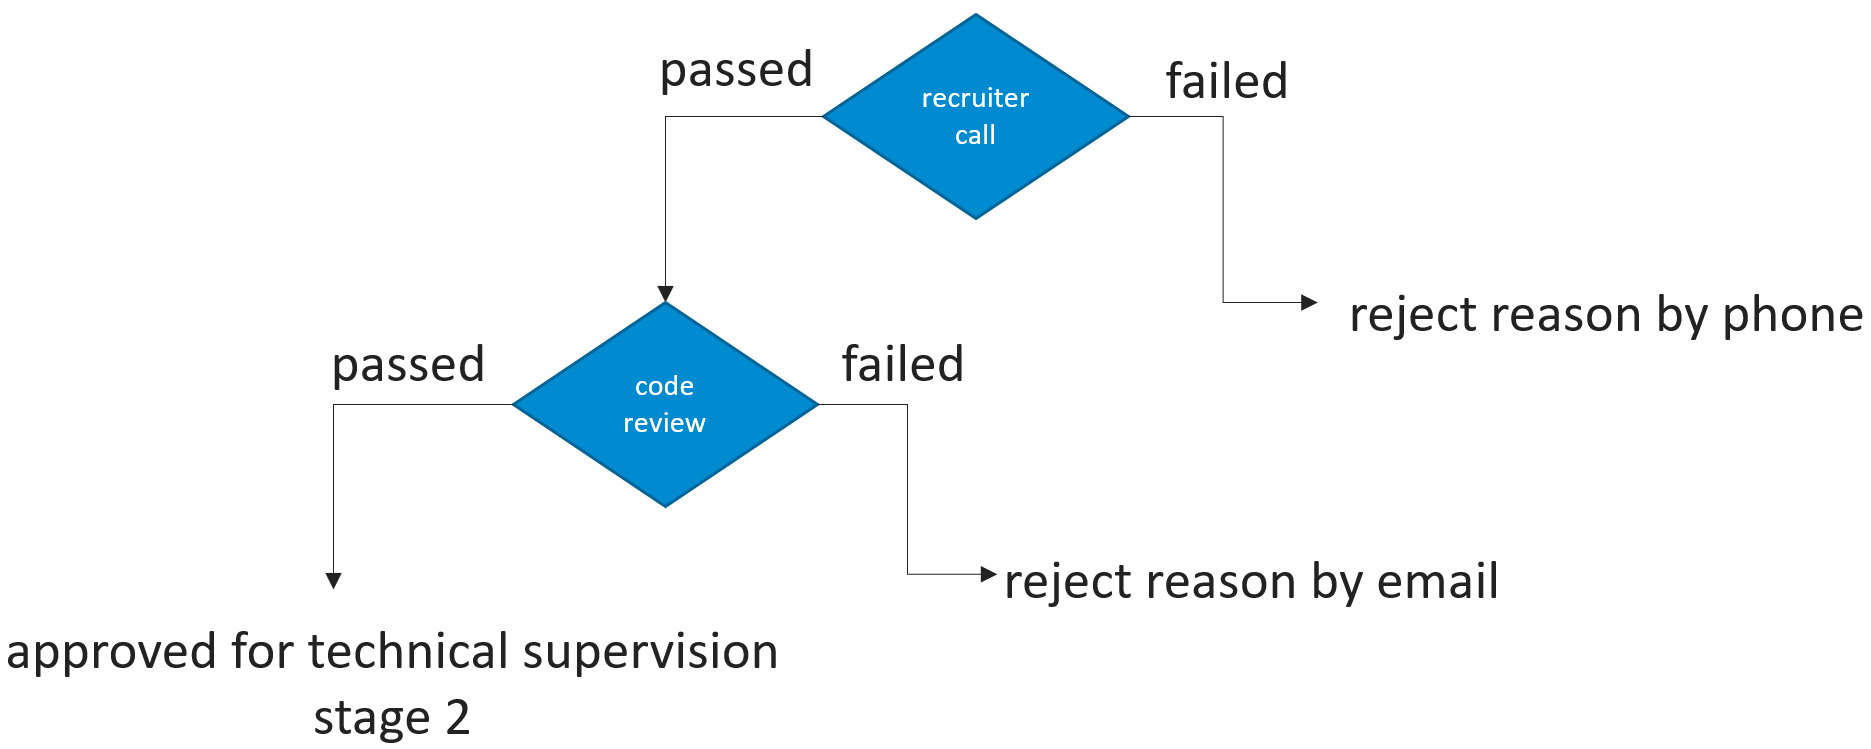 passed
failed
recruiter
call
reject reason by phone
passed
failed
code
review
reject reason by email
approved for technical supervision
stage 2